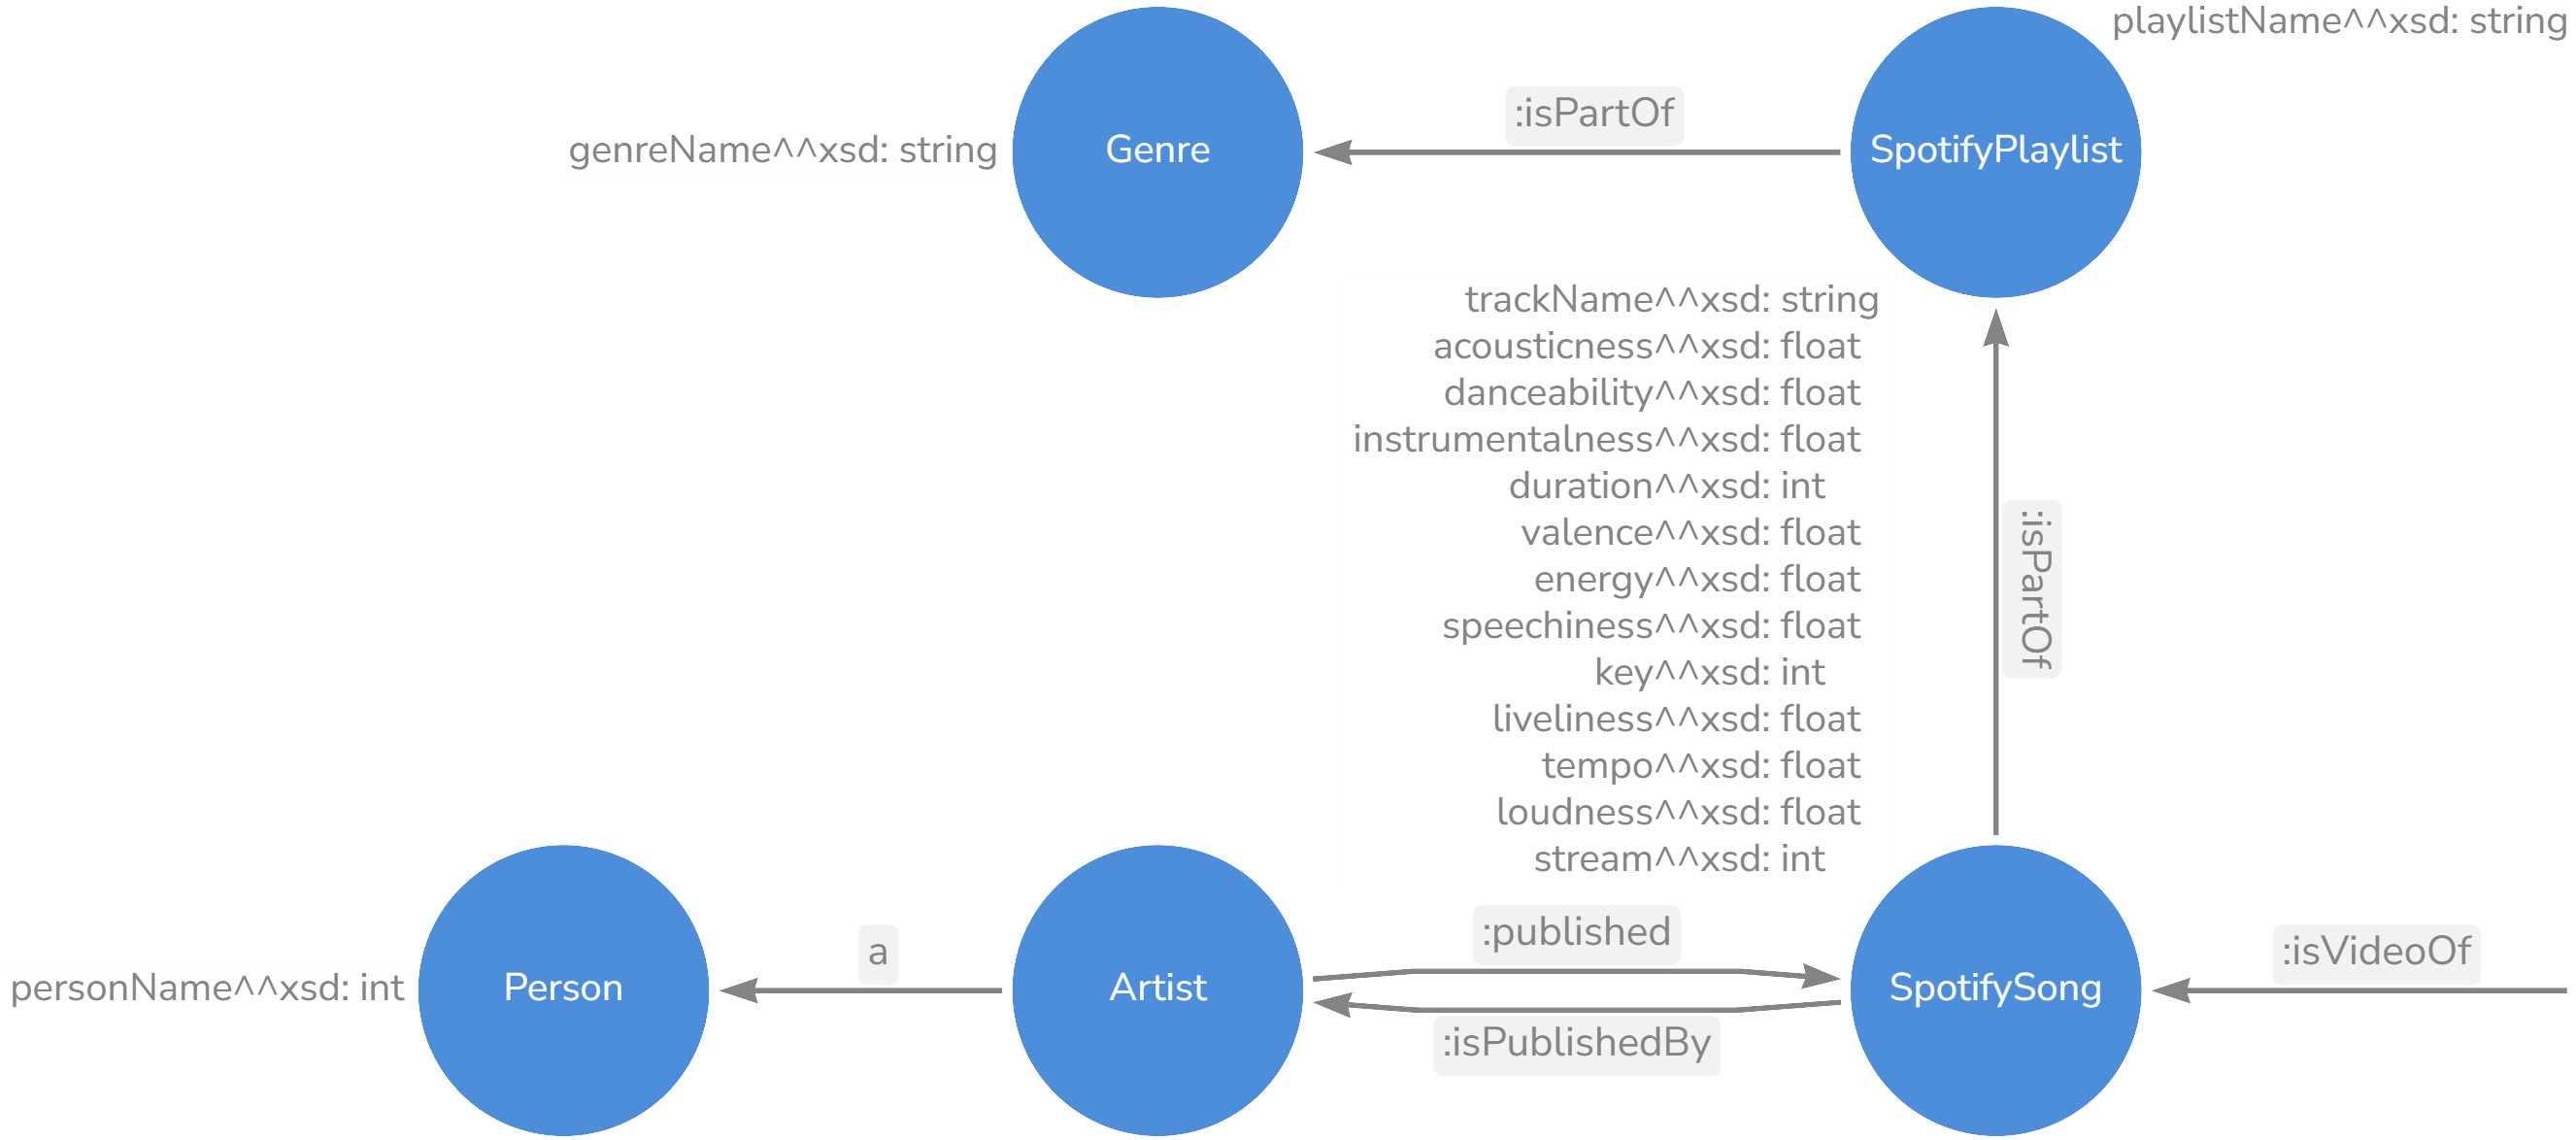 playlistName^^xsd: string
:isPartOf
genreName^^xsd: string
Genre
SpotifyPlaylist
trackName^^xsd: string
acousticness^^xsd: float
danceability^^xsd: float
instrumentalness^^xsd: float
duration^^xsd: int
valence^^xsd: float
energy^^xsd: float
speechiness^^xsd: float
key^^xsd: int
liveliness^^xsd: float
tempo^^xsd: float
loudness^^xsd: float
stream^^xsd: int
:isPartOf
:published
a
:isVideoOf
personName^^xsd: int
Person
Artist
SpotifySong
:isPublishedBy